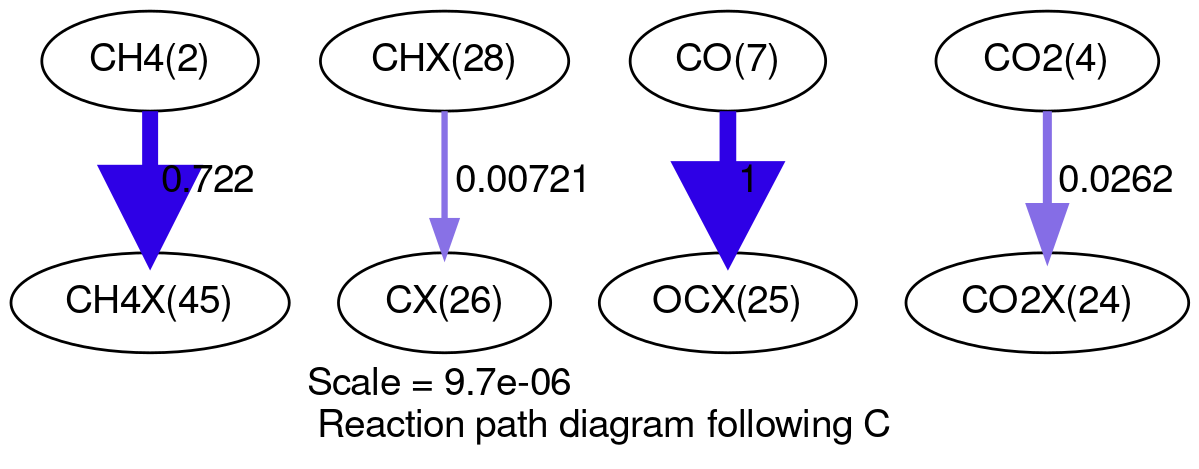 CH4(2)
CHX(28)
CO(7)
CO2(4)
0.722
0.00721
1
0.0262
CH4X(45)
CX(26)
OCX(25)
CO2X(24)
Scale = 9.7e-06
Reaction path diagram following C